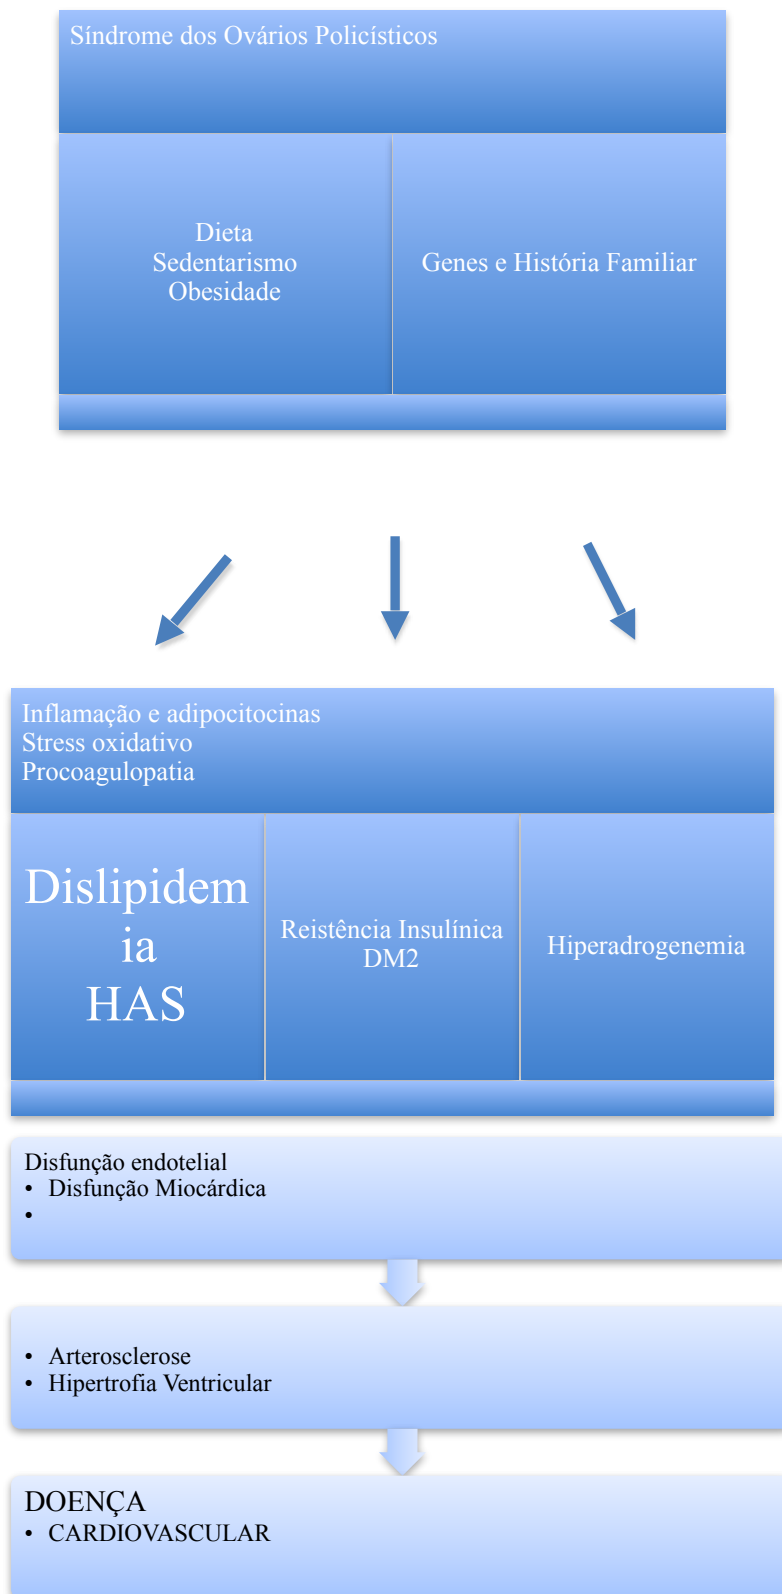 Síndrome dos Ovários Policísticos
Dieta
Sedentarismo
Obesidade
Genes e História Familiar
Inflamação e adipocitocinas
Stress oxidativo
Procoagulopatia
Dislipidem
ia
HAS
Reistência Insulínica
DM2
Hiperadrogenemia
Disfunção endotelial
• Disfunção Miocárdica
•
• Arterosclerose
• Hipertrofia Ventricular
DOENÇA
• CARDIOVASCULAR